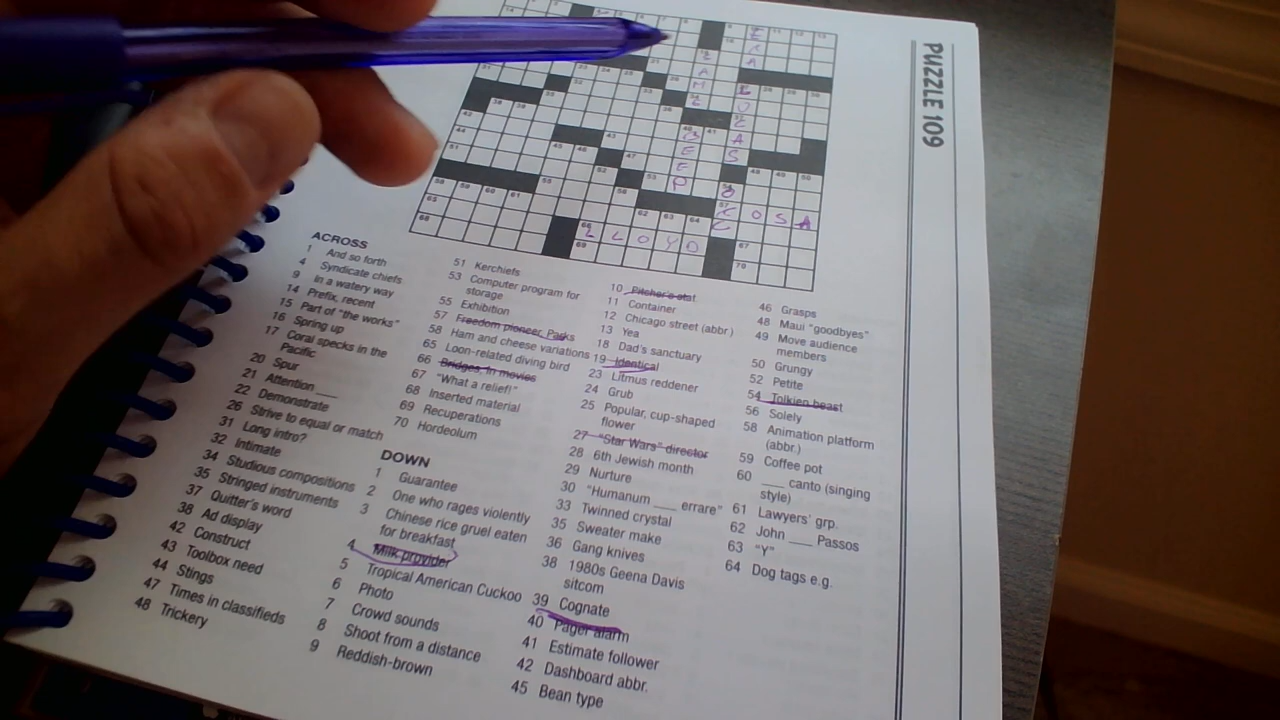 PUZZLE 109
L L O Y D
ACROSS
1 And so forth
4 Syndicate chiefs
9 In a watery way
14 Prefix, recent
15 Part of "the works"
16 Spring up
17 Coral specks in the
Pacific
20 Spur
21 Attention ___
22 Demonstrate
26 Strive to equal or match
31 Long intro?
32 Intimate
34 Studious compositions
35 Stringed instruments
37 Quitter's word
38 Ad display
42 Construct
43 Toolbox need
44 Stings
47 Times in classifieds
48 Trickery
51 Kerchiefs
53 Computer program for
storage
55 Exhibition
57 Freedom pioneer, Parks
58 Ham and cheese variations
65 Loon-related diving bird
66 Bridges, in movies
67 "What a relief!"
68 Inserted material
69 Recuperations
70 Hordeolum
DOWN
1 Guarantee
2 One who rages violently
3 Chinese rice gruel eaten
for breakfast
4 Milk provider
5 Tropical American Cuckoo
6 Photo
7 Crowd sounds
8 Shoot from a distance
9 Reddish-brown
10 Pitcher's stat
11 Container
12 Chicago street (abbr.)
13 Yea
18 Dad's sanctuary
19 Identical
23 Litmus reddener
24 Grub
25 Popular, cup-shaped
flower
27 "Star Wars" director
28 6th Jewish month
29 Nurture
30 "Humanum ___ errare"
33 Twinned crystal
35 Sweater make
36 Gang knives
38 1980s Geena Davis
sitcom
39 Cognate
40 Pager alarm
41 Estimate follower
42 Dashboard abbr.
45 Bean type
46 Grasps
48 Maui "goodbyes"
49 Move audience
members
50 Grungy
52 Petite
54 Tolkien beast
56 Solely
58 Animation platform
(abbr.)
59 Coffee pot
60 ___ canto (singing
style)
61 Lawyers' grp.
62 John ___ Passos
63 "Y"
64 Dog tags e.g.